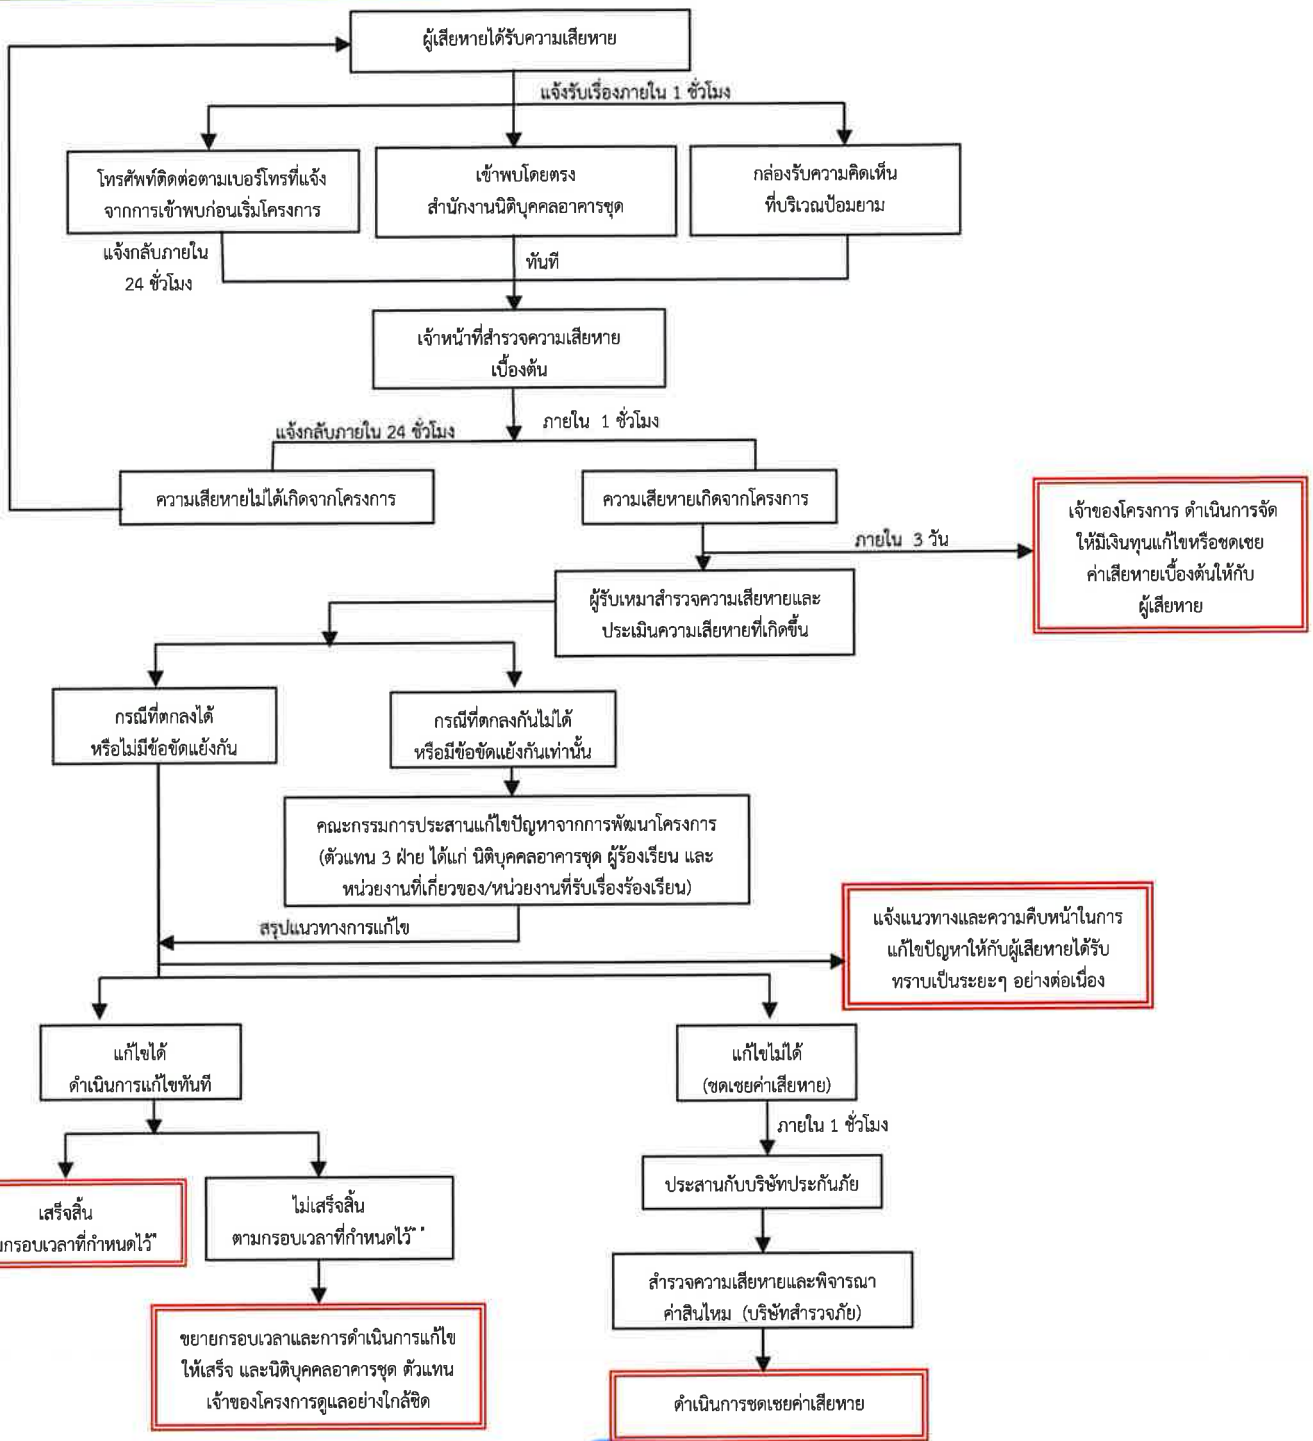 ผู้เสียหายได้รับความเสียหาย
แจ้งรับเรื่องภายใน 1 ชั่วโมง
โทรศัพท์ติดต่อตามเบอร์โทรที่แจ้ง
จากการเข้าพบก่อนเริ่มโครงการ
เข้าพบโดยตรง
สำนักงานนิติบุคคลอาคารชุด
กล่องรับความคิดเห็น
ที่บริเวณป้อมยาม
แจ้งกลับภายใน
24 ชั่วโมง
ทันที
เจ้าหน้าที่สำรวจความเสียหาย
เบื้องต้น
แจ้งกลับภายใน 24 ชั่วโมง
ภายใน 1 ชั่วโมง
ความเสียหายไม่ได้เกิดจากโครงการ
ความเสียหายเกิดจากโครงการ
ภายใน 3 วัน
เจ้าของโครงการ ดำเนินการจัด
ให้มีเงินทุนแก้ไขหรือชดเชย
ค่าเสียหายเบื้องต้นให้กับ
ผู้เสียหาย
ผู้รับเหมาสำรวจความเสียหายและ
ประเมินความเสียหายที่เกิดขึ้น
กรณีที่ตกลงได้
หรือไม่มีข้อขัดแย้งกัน
กรณีที่ตกลงกันไม่ได้
หรือมีข้อขัดแย้งกันเท่านั้น
คณะกรรมการประสานแก้ไขปัญหาจากการพัฒนาโครงการ
(ตัวแทน 3 ฝ่าย ได้แก่ นิติบุคคลอาคารชุด ผู้ร้องเรียน และ
หน่วยงานที่เกี่ยวของ/หน่วยงานที่รับเรื่องร้องเรียน)
สรุปแนวทางการแก้ไข
แจ้งแนวทางและความคืบหน้าในการ
แก้ไขปัญหาให้กับผู้เสียหายได้รับ
ทราบเป็นระยะๆ อย่างต่อเนื่อง
แก้ไขได้
ดำเนินการแก้ไขทันที
แก้ไขไม่ได้
(ชดเชยค่าเสียหาย)
ภายใน 1 ชั่วโมง
ประสานกับบริษัทประกันภัย
เสร็จสิ้น
มกรอบเวลาที่กำหนดไว้*
ไม่เสร็จสิ้น
ตามกรอบเวลาที่กำหนดไว้**
สำรวจความเสียหายและพิจารณา
ค่าสินไหม (บริษัทสำรวจภัย)
ขยายกรอบเวลาและการดำเนินการแก้ไข
ให้เสร็จ และนิติบุคคลอาคารชุด ตัวแทน
เจ้าของโครงการดูแลอย่างใกล้ชิด
ดำเนินการชดเชยค่าเสียหาย